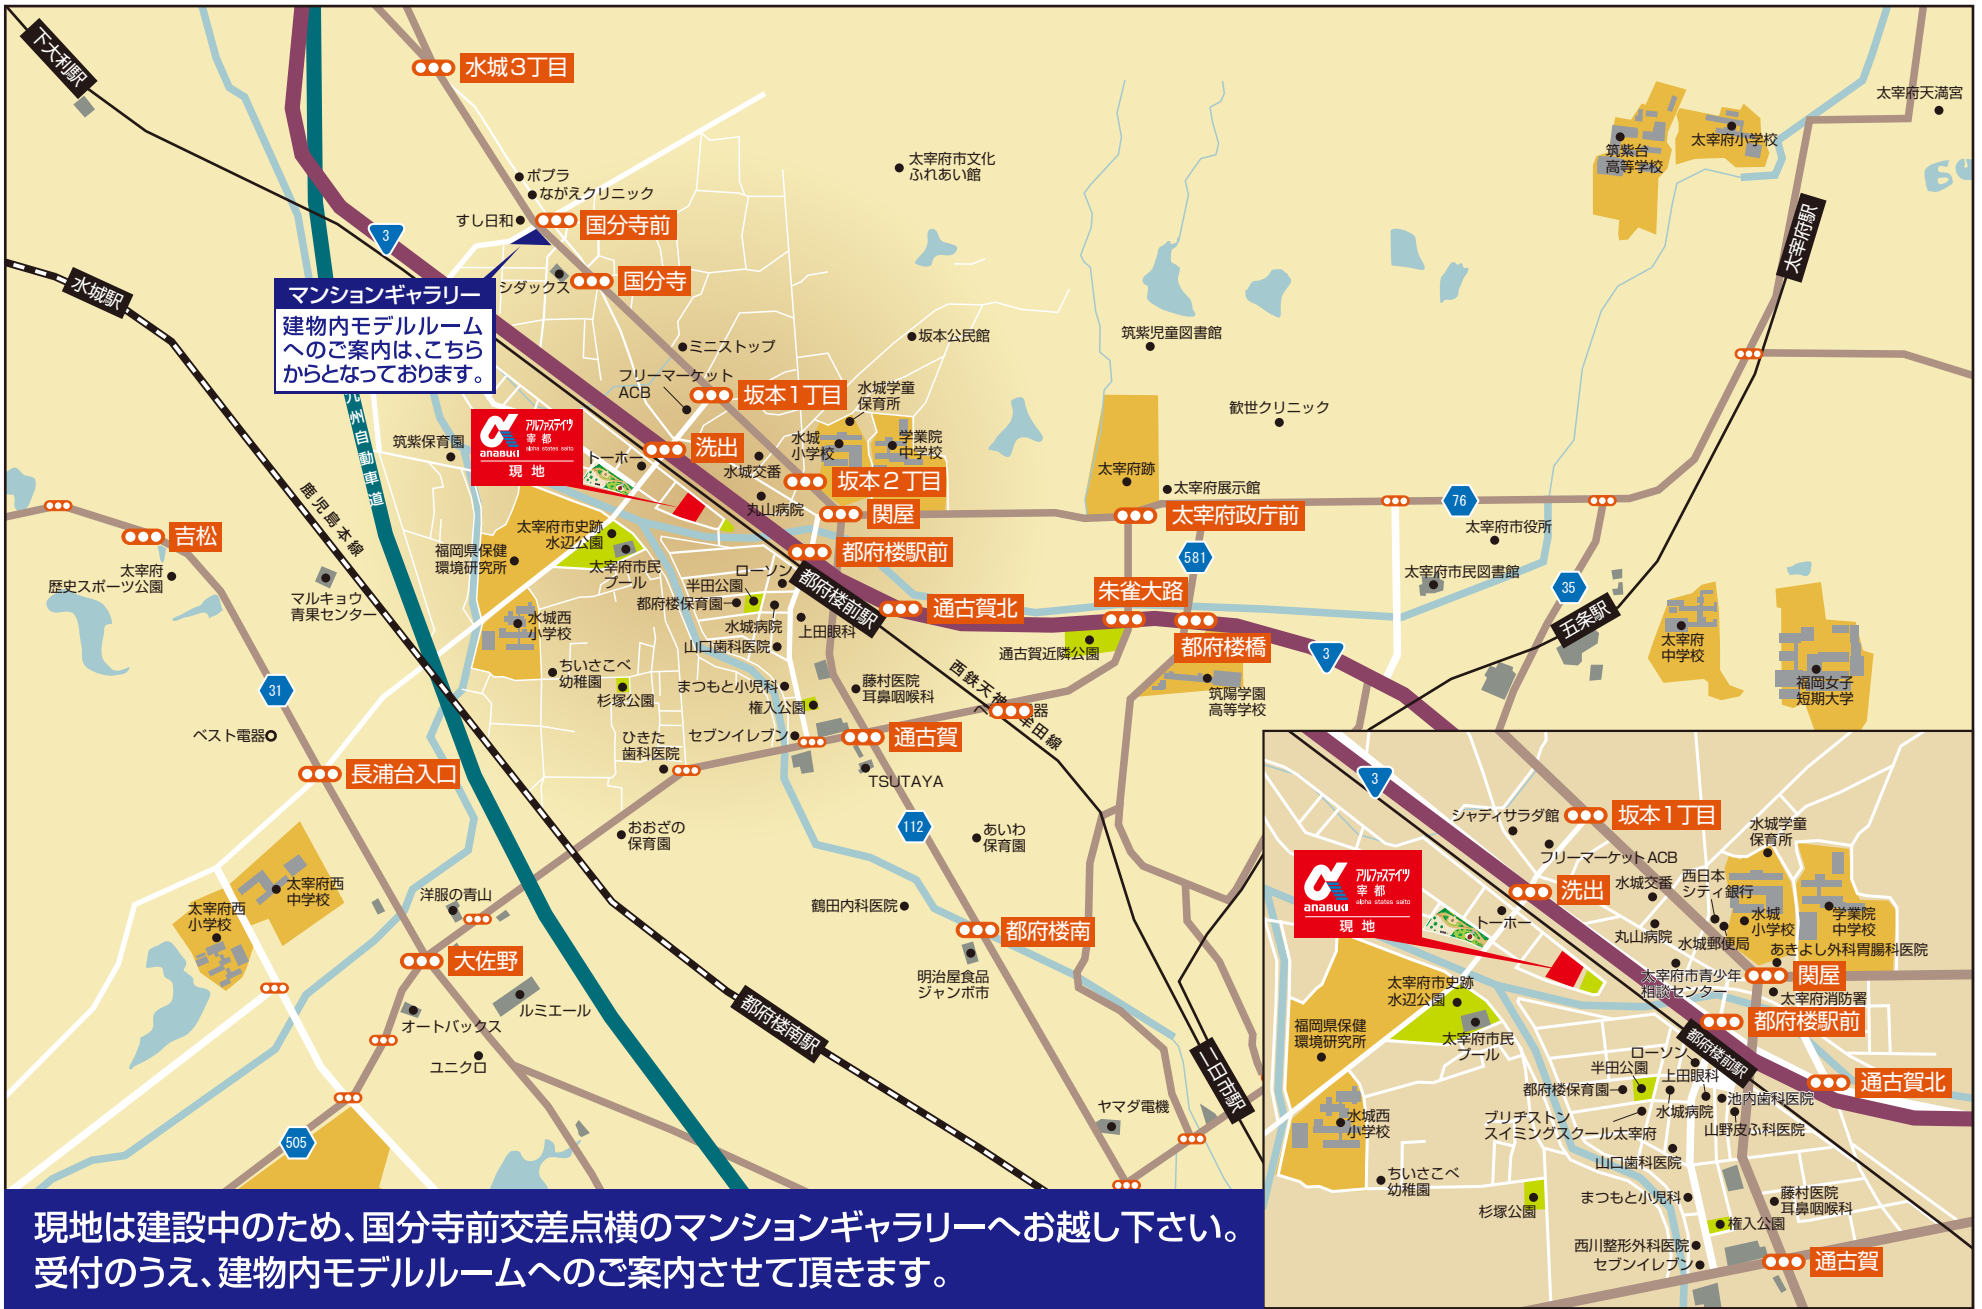 下大利駅
水城3丁目
太宰府天満宮
太宰府小学校
筑紫台
高等学校
太宰府市文化
ふれあい館
ポプラ
ながえクリニック
すし日和
国分寺前
3
太宰府駅
水城駅
シダックス
国分寺
マンションギャラリー
建物内モデルルーム
へのご案内は、こちら
からとなっております。
坂本公民館
筑紫児童図書館
ミニストップ
フリーマーケット
ACB
坂本1丁目
水城学童
保育所
歓世クリニック
九州自動車道
筑紫保育園
アルファステイツ
宰都
alpha states saito
anabuki
現地
トーホー
洗出
水城
小学校
学業院
中学校
水城交番
坂本2丁目
丸山病院
関屋
太宰府跡
太宰府展示館
太宰府政庁前
76
太宰府市役所
鹿児島本線
吉松
太宰府
歴史スポーツ公園
マルキョウ
青果センター
太宰府市史跡
水辺公園
福岡県保健
環境研究所
太宰府市民
プール
都府楼駅前
ローソン
半田公園
都府楼保育園
都府楼前駅
通古賀北
朱雀大路
581
太宰府市民図書館
35
五条駅
水城西
小学校
水城病院
上田眼科
山口歯科医院
通古賀近隣公園
都府楼橋
3
太宰府
中学校
福岡女子
短期大学
ちいさこべ
幼稚園
杉塚公園
まつもと小児科
権入公園
藤村医院
耳鼻咽喉科
筑陽学園
高等学校
31
ベスト電器
ひきた
歯科医院
セブンイレブン
通古賀
TSUTAYA
長浦台入口
おおざの
保育園
112
あいわ
保育園
太宰府西
中学校
太宰府西
小学校
洋服の青山
鶴田内科医院
都府楼南
大佐野
明治屋食品
ジャンボ市
ルミエール
オートバックス
ユニクロ
都府楼南駅
二日市駅
ヤマダ電機
505
3
シャディサラダ館
坂本1丁目
水城学童
保育所
フリーマーケットACB
アルファステイツ
宰都
alpha states saito
anabuki
現地
洗出
水城交番
西日本
シティ銀行
トーホー
水城
小学校
学業院
中学校
丸山病院
水城郵便局
あきよし外科胃腸科医院
太宰府市青少年
相談センター
関屋
太宰府市史跡
水辺公園
太宰府消防署
都府楼駅前
福岡県保健
環境研究所
太宰府市民
プール
都府楼前駅
ローソン
半田公園
上田眼科
通古賀北
都府楼保育園
池内歯科医院
水城病院
ブリヂストン
スイミングスクール太宰府
山野皮ふ科医院
水城西
小学校
山口歯科医院
ちいさこべ
幼稚園
まつもと小児科
藤村医院
耳鼻咽喉科
杉塚公園
権入公園
西川整形外科医院
セブンイレブン
通古賀
現地は建設中のため、国分寺前交差点横のマンションギャラリーへお越し下さい。
受付のうえ、建物内モデルルームへのご案内させて頂きます。